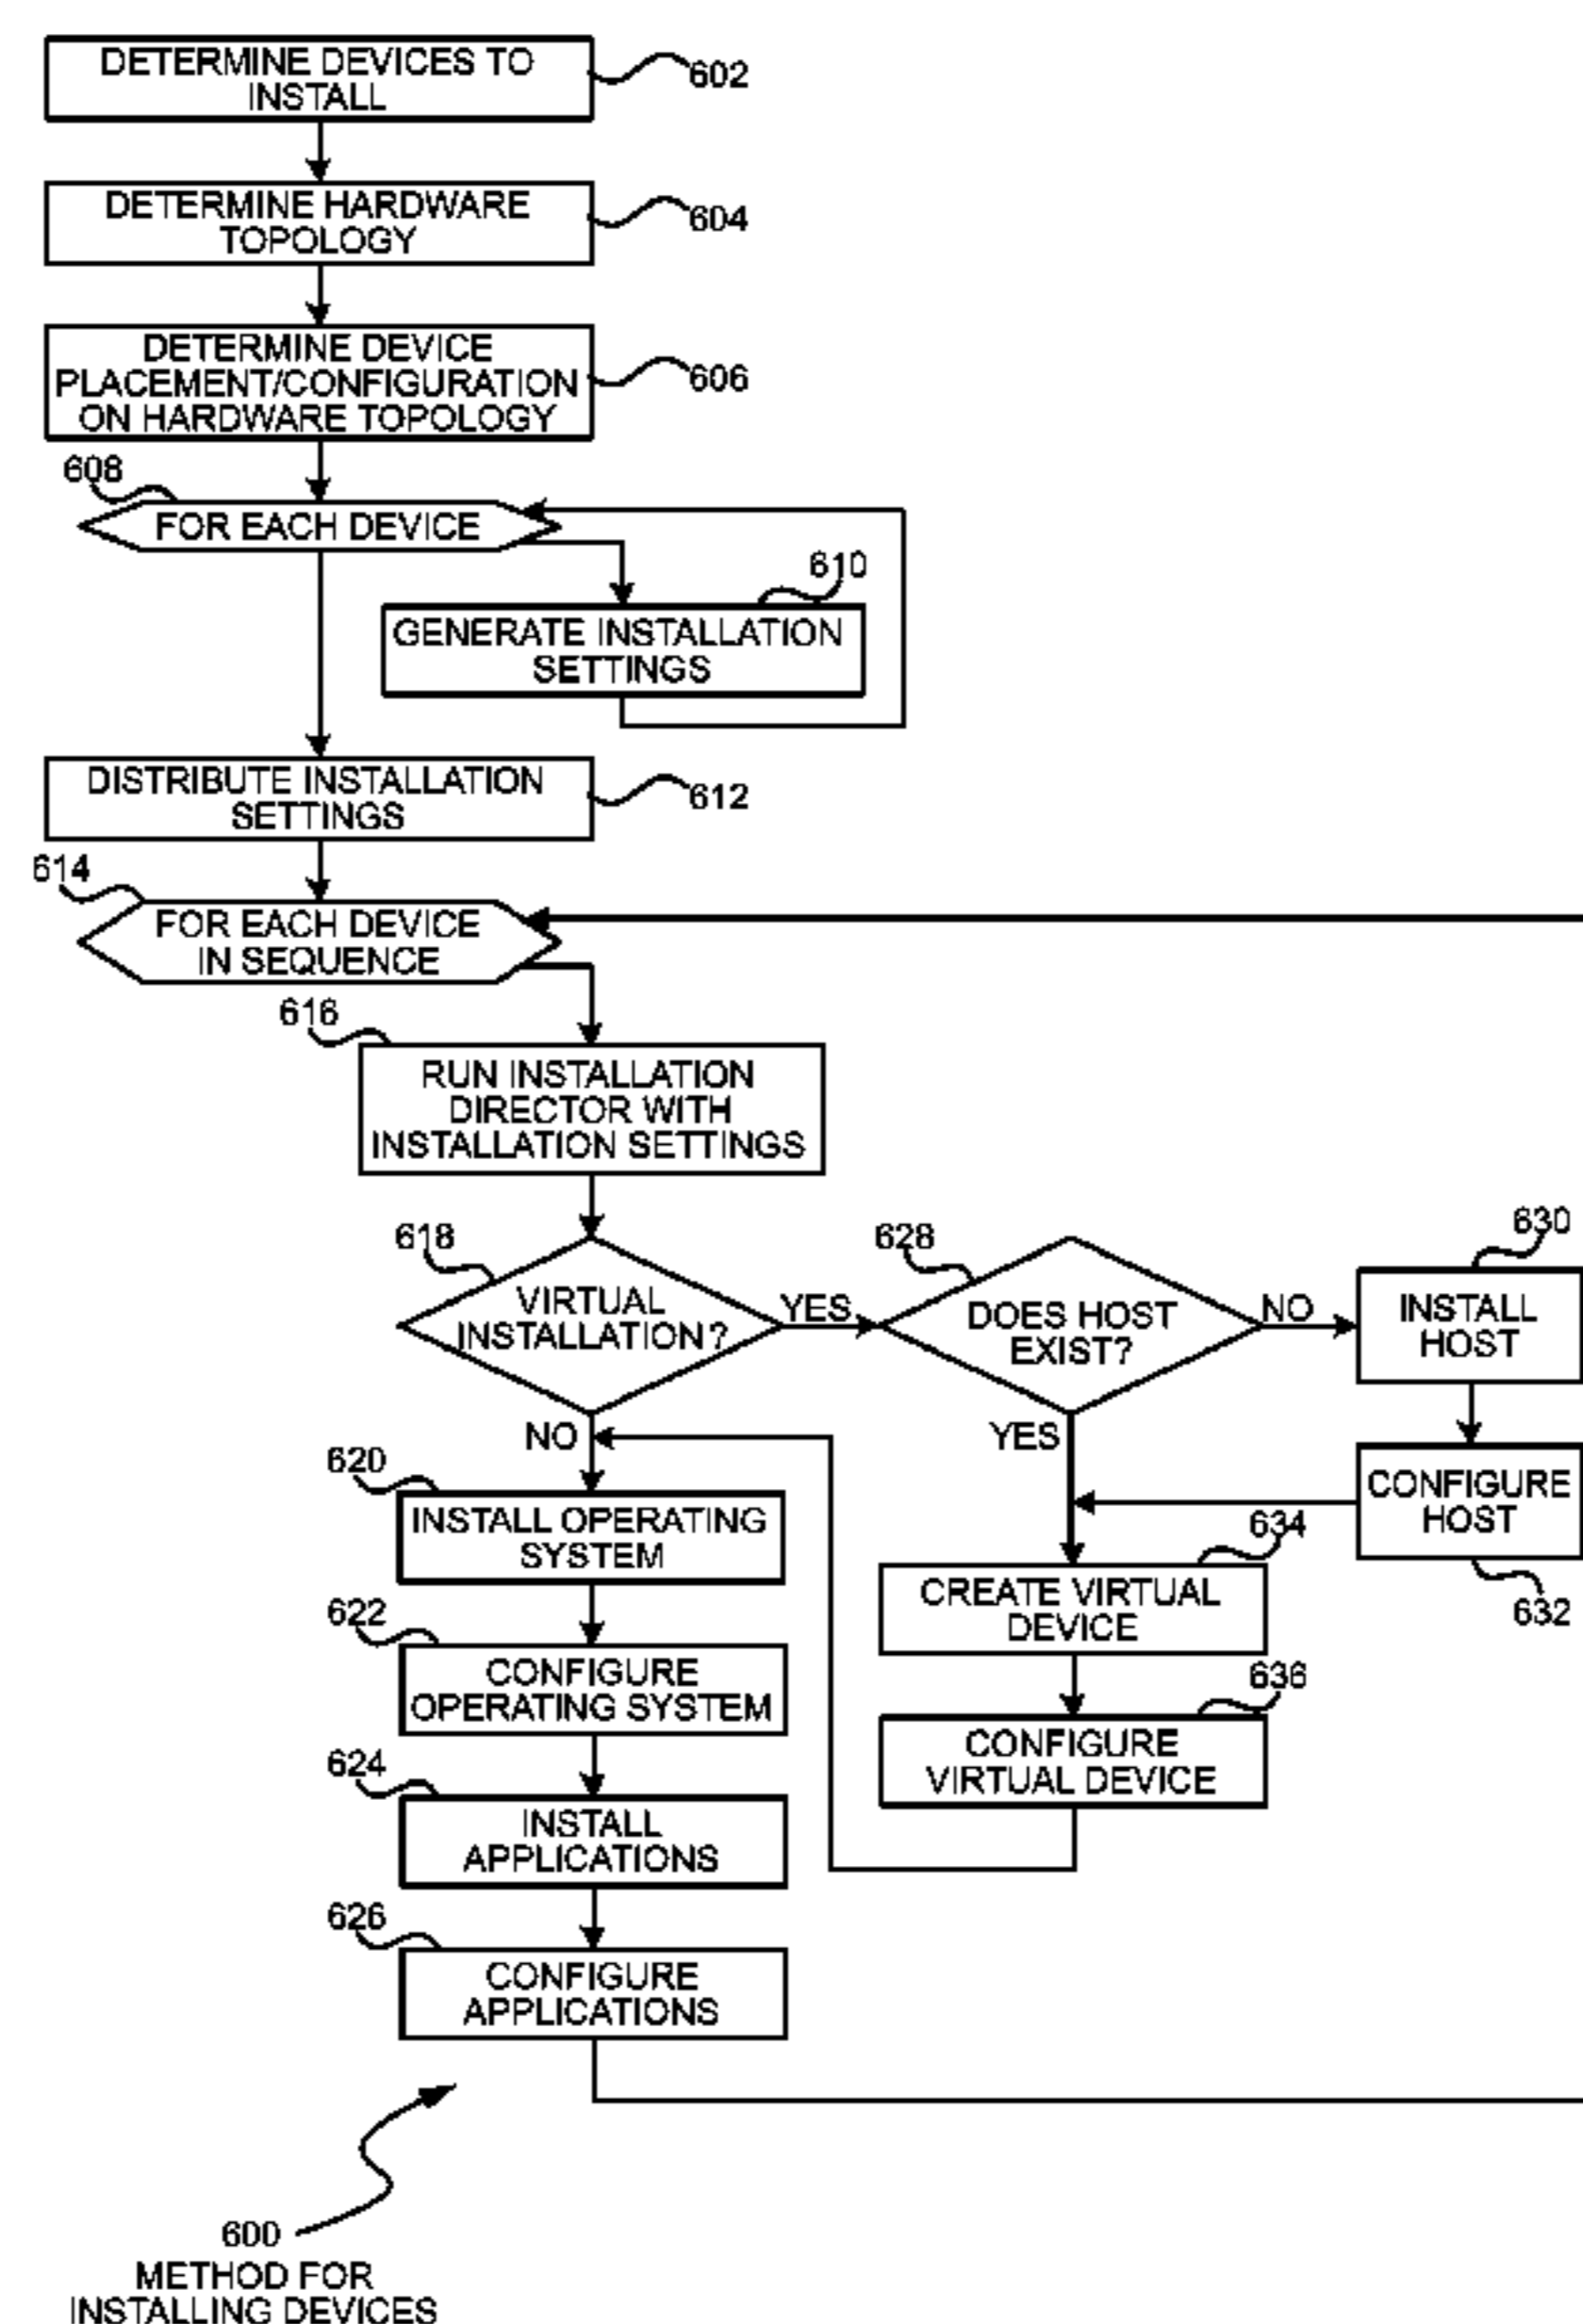 DETERMINE DEVICES TO
INSTALL
602
DETERMINE HARDWARE
TOPOLOGY
604
DETERMINE DEVICE
PLACEMENT/CONFIGURATION
ON HARDWARE TOPOLOGY
606
608
FOR EACH DEVICE
610
GENERATE INSTALLATION
SETTINGS
DISTRIBUTE INSTALLATION
SETTINGS
612
614
FOR EACH DEVICE
IN SEQUENCE
616
RUN INSTALLATION
DIRECTOR WITH
INSTALLATION SETTINGS
618
VIRTUAL
INSTALLATION?
YES
NO
628
DOES HOST
EXIST?
NO
YES
630
INSTALL
HOST
CONFIGURE
HOST
632
620
INSTALL OPERATING
SYSTEM
634
CREATE VIRTUAL
DEVICE
622
CONFIGURE
OPERATING SYSTEM
636
CONFIGURE
VIRTUAL DEVICE
624
INSTALL
APPLICATIONS
626
CONFIGURE
APPLICATIONS
600
METHOD FOR
INSTALLING DEVICES